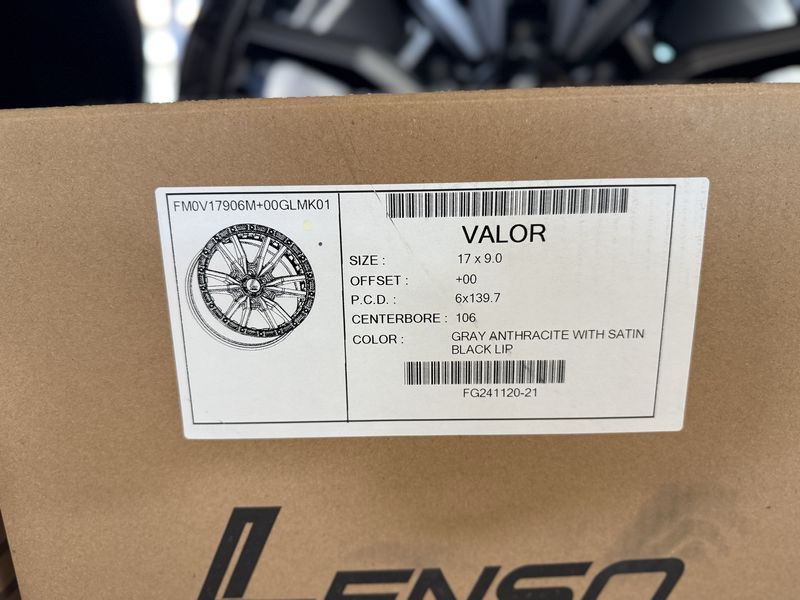 FM0V17906M+00GLMK01
VALOR
SIZE : 17 x 9.0
OFFSET : +00
P.C.D. : 6x139.7
CENTERBORE : 106
COLOR : GRAY ANTHRACITE WITH SATIN
BLACK LIP
FG241120-21
LENSO